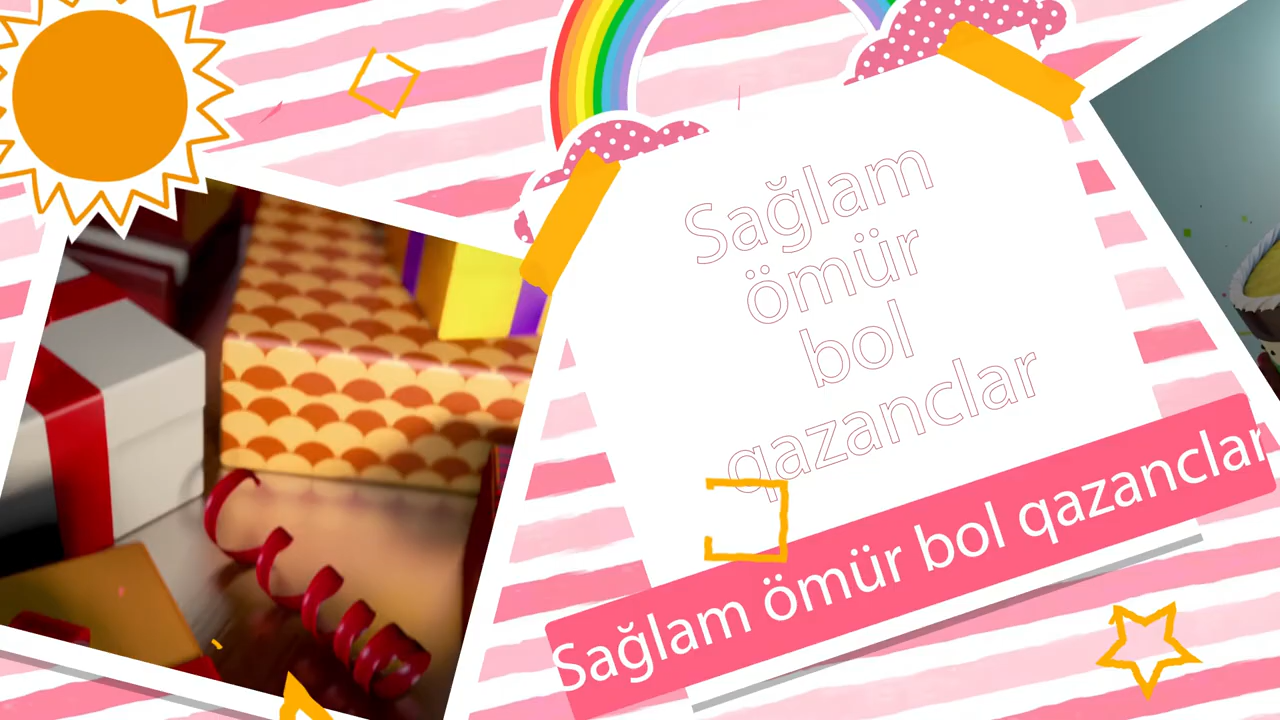 Sağlam
ömür
bol
qazanclar
Sağlam ömür bol qazanclar